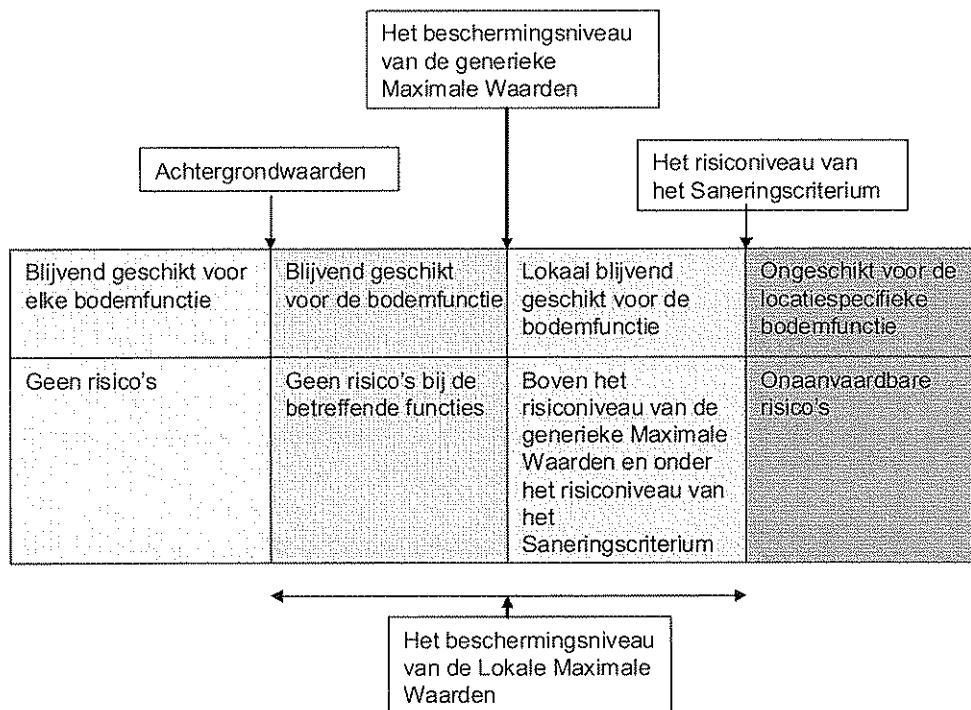 Het beschermingsniveau
van de generieke
Maximale Waarden
Achtergrondwaarden
Het risiconiveau van
het Saneringscriterium
Blijvend geschikt voor
elke bodemfunctie
Blijvend geschikt
voor de bodemfunctie
Lokaal blijvend
geschikt voor de
bodemfunctie
Ongeschikt voor de
locatiespecifieke
bodemfunctie
Geen risico's
Geen risico's bij de
betreffende functies
Boven het
risiconiveau van de
generieke Maximale
Waarden en onder
het risiconiveau van
het
Saneringscriterium
Onaanvaardbare
risico's
Het beschermingsniveau
van de Lokale Maximale
Waarden